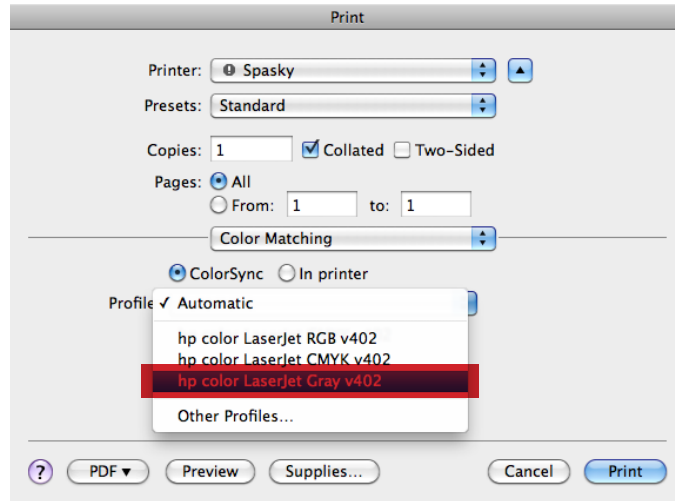 Print
Printer: Spasky
Presets: Standard
Copies: 1 Collated Two-Sided
Pages: All
From: 1 to: 1
Color Matching
ColorSync In printer
Profile ✓ Automatic
hp color LaserJet RGB v402
hp color LaserJet CMYK v402
hp color LaserJet Gray v402
Other Profiles...
? PDF ▼ Preview Supplies... Cancel Print